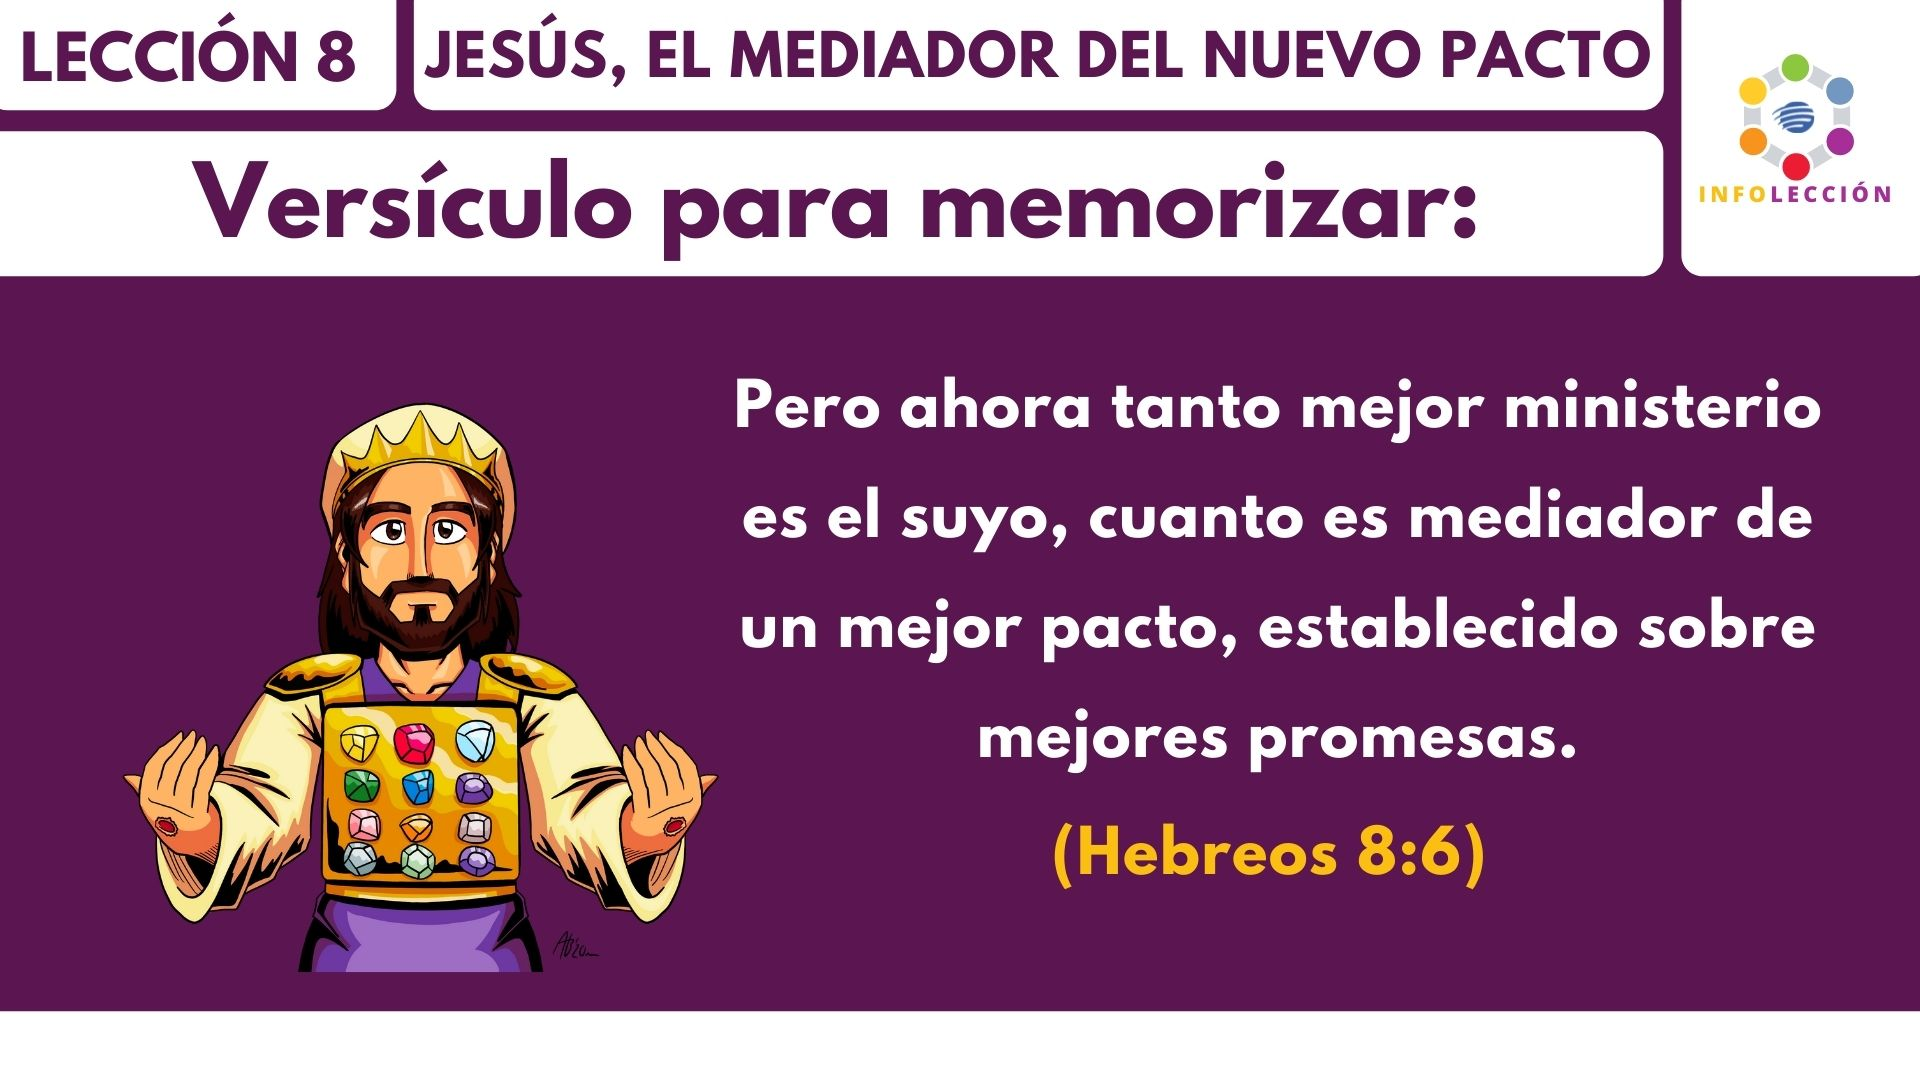 LECCIÓN 8
JESÚS, EL MEDIADOR DEL NUEVO PACTO
INFOLECCIÓN
Versículo para memorizar:
Pero ahora tanto mejor ministerio
es el suyo, cuanto es mediador de
un mejor pacto, establecido sobre
mejores promesas.
(Hebreos 8:6)